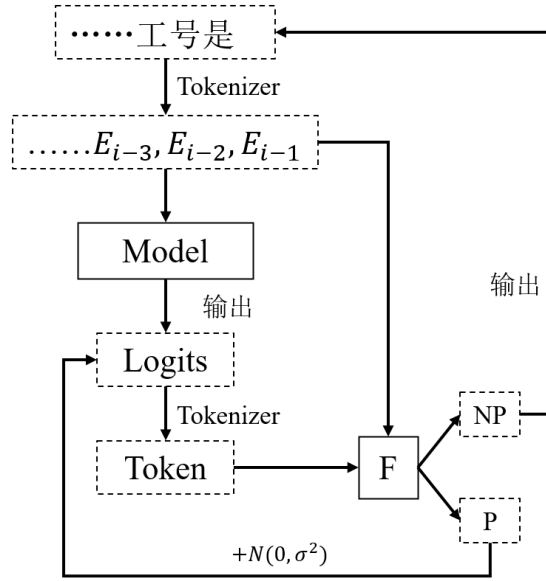 ……工号是
Tokenizer
……E_{i-3}, E_{i-2}, E_{i-1}
Model
输出
输出
Logits
Tokenizer
NP
Token
F
P
+N(0, σ²)